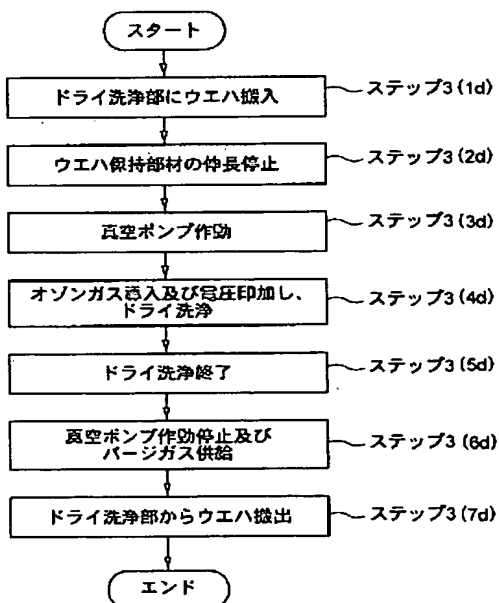 スタート
ドライ洗浄部にウエハ搬入
ステップ3(1d)
ウエハ保持部材の伸長停止
ステップ3(2d)
真空ポンプ作動
ステップ3(3d)
オゾンガス導入及び電圧印加し、
ドライ洗浄
ステップ3(4d)
ドライ洗浄終了
ステップ3(5d)
真空ポンプ作動停止及び
パージガス供給
ステップ3(6d)
ドライ洗浄部からウエハ搬出
ステップ3(7d)
エンド